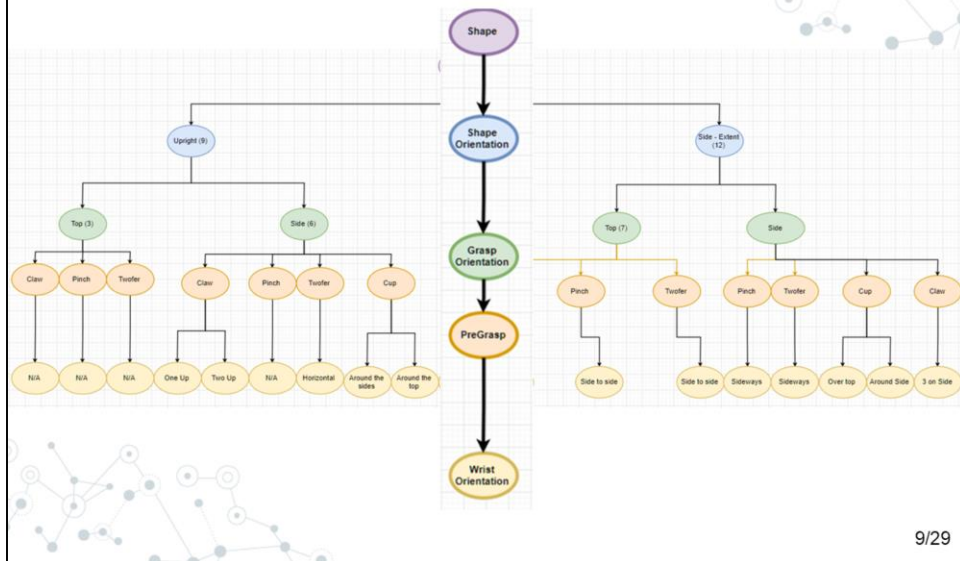 Shape
Shape
Orientation
Upright (9)
Side - Extent
(12)
Top (3)
Side (6)
Grasp
Orientation
Top (7)
Side
Claw
Pinch
Twofer
Claw
Pinch
Twofer
Cup
PreGrasp
Pinch
Twofer
Pinch
Twofer
Cup
Claw
N/A
N/A
N/A
One Up
Two Up
N/A
Horizontal
Around the
sides
Around the
top
Side to side
Side to side
Sideways
Sideways
Over top
Around Side
3 on Side
Wrist
Orientation
9/29